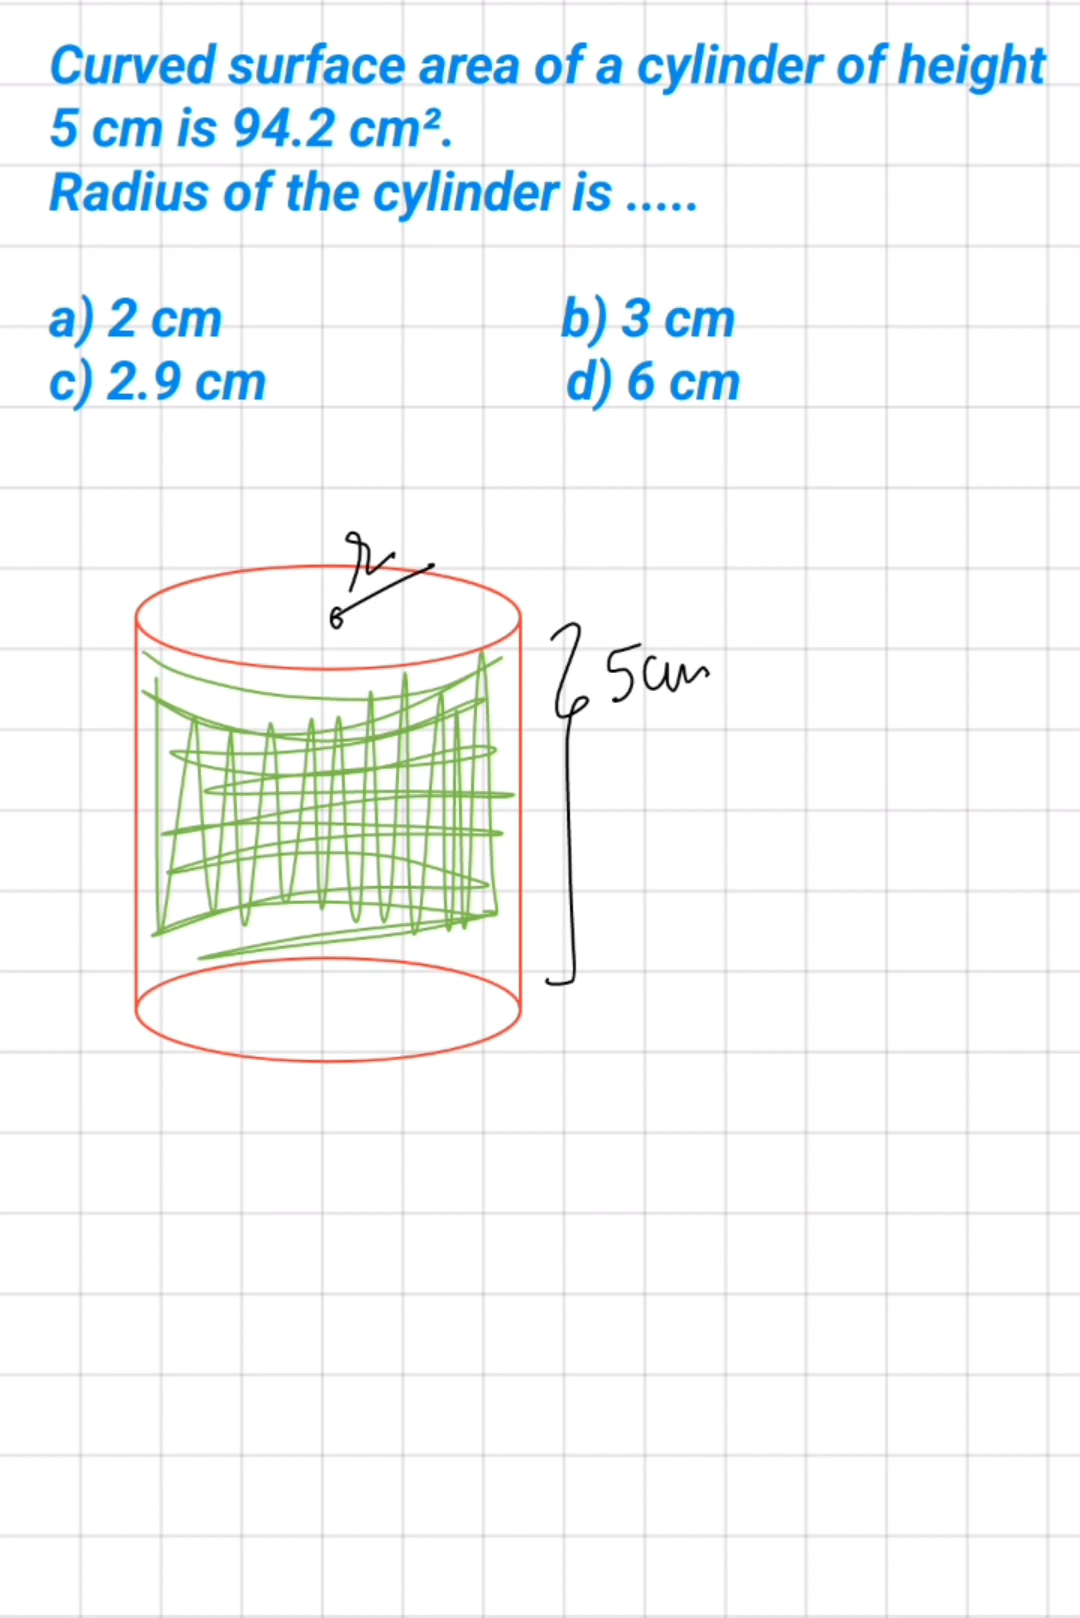 Curved surface area of a cylinder of height
5 cm is 94.2 cm².
Radius of the cylinder is .....
a) 2 cm b) 3 cm
c) 2.9 cm d) 6 cm
r
5cm